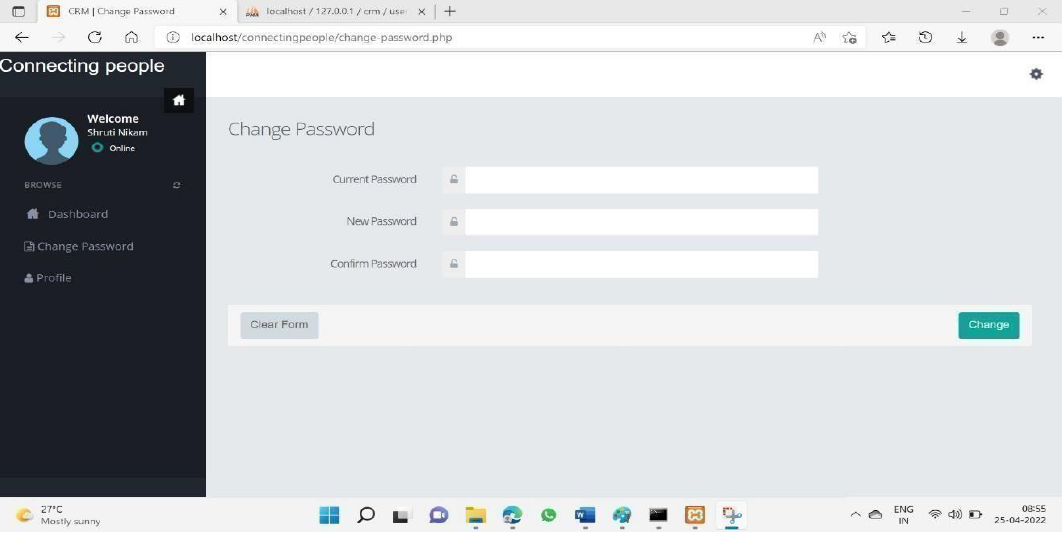 CRM | Change Password
localhost / 127.0.0.1 / crm / user
localhost/connectingpeople/change-password.php
Connecting people
Welcome
Shruti Nikam
Online
BROWSE
Dashboard
Change Password
Profile
Change Password
Current Password
New Password
Confirm Password
Clear Form
Change
27°C
Mostly sunny
ENG
IN
08:55
25-04-2022